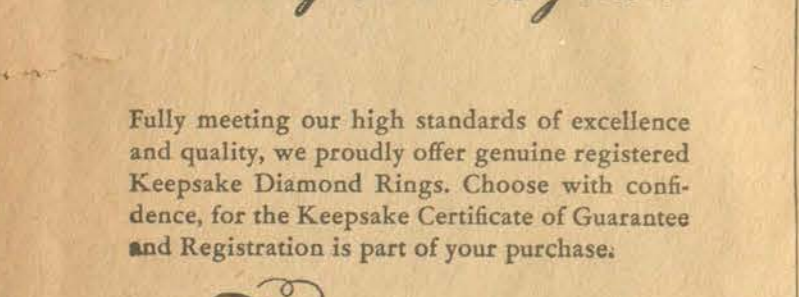 Fully meeting our high standards of excellence
and quality, we proudly offer genuine registered
Keepsake Diamond Rings. Choose with confi-
dence, for the Keepsake Certificate of Guarantee
and Registration is part of your purchase.